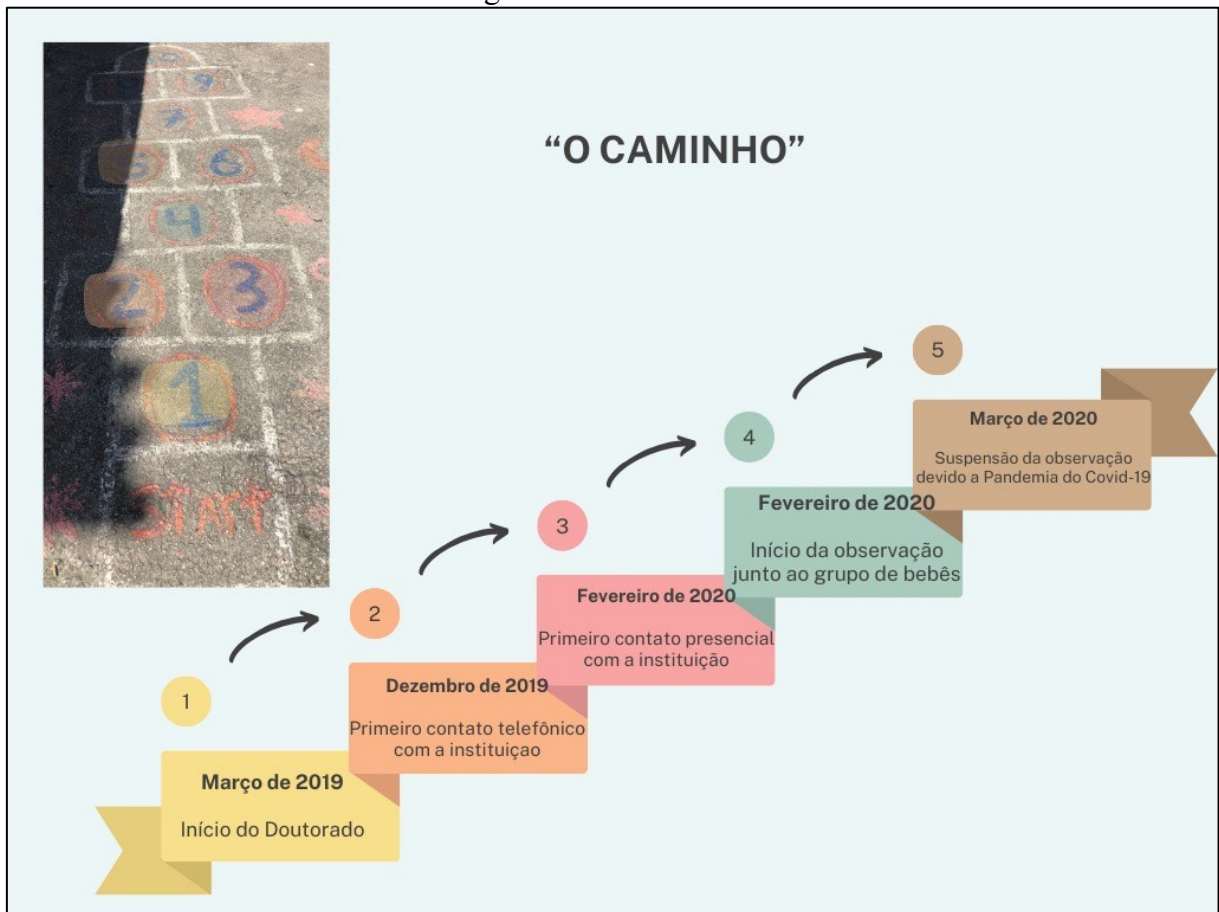 “O CAMINHO”
9
7
5 6
4
2 3
1
START
1
Março de 2019
Início do Doutorado
2
Dezembro de 2019
Primeiro contato telefônico
com a instituiçao
3
Fevereiro de 2020
Primeiro contato presencial
com a instituição
4
Fevereiro de 2020
Início da observação
junto ao grupo de bebês
5
Março de 2020
Suspensão da observação
devido a Pandemia do Covid-19